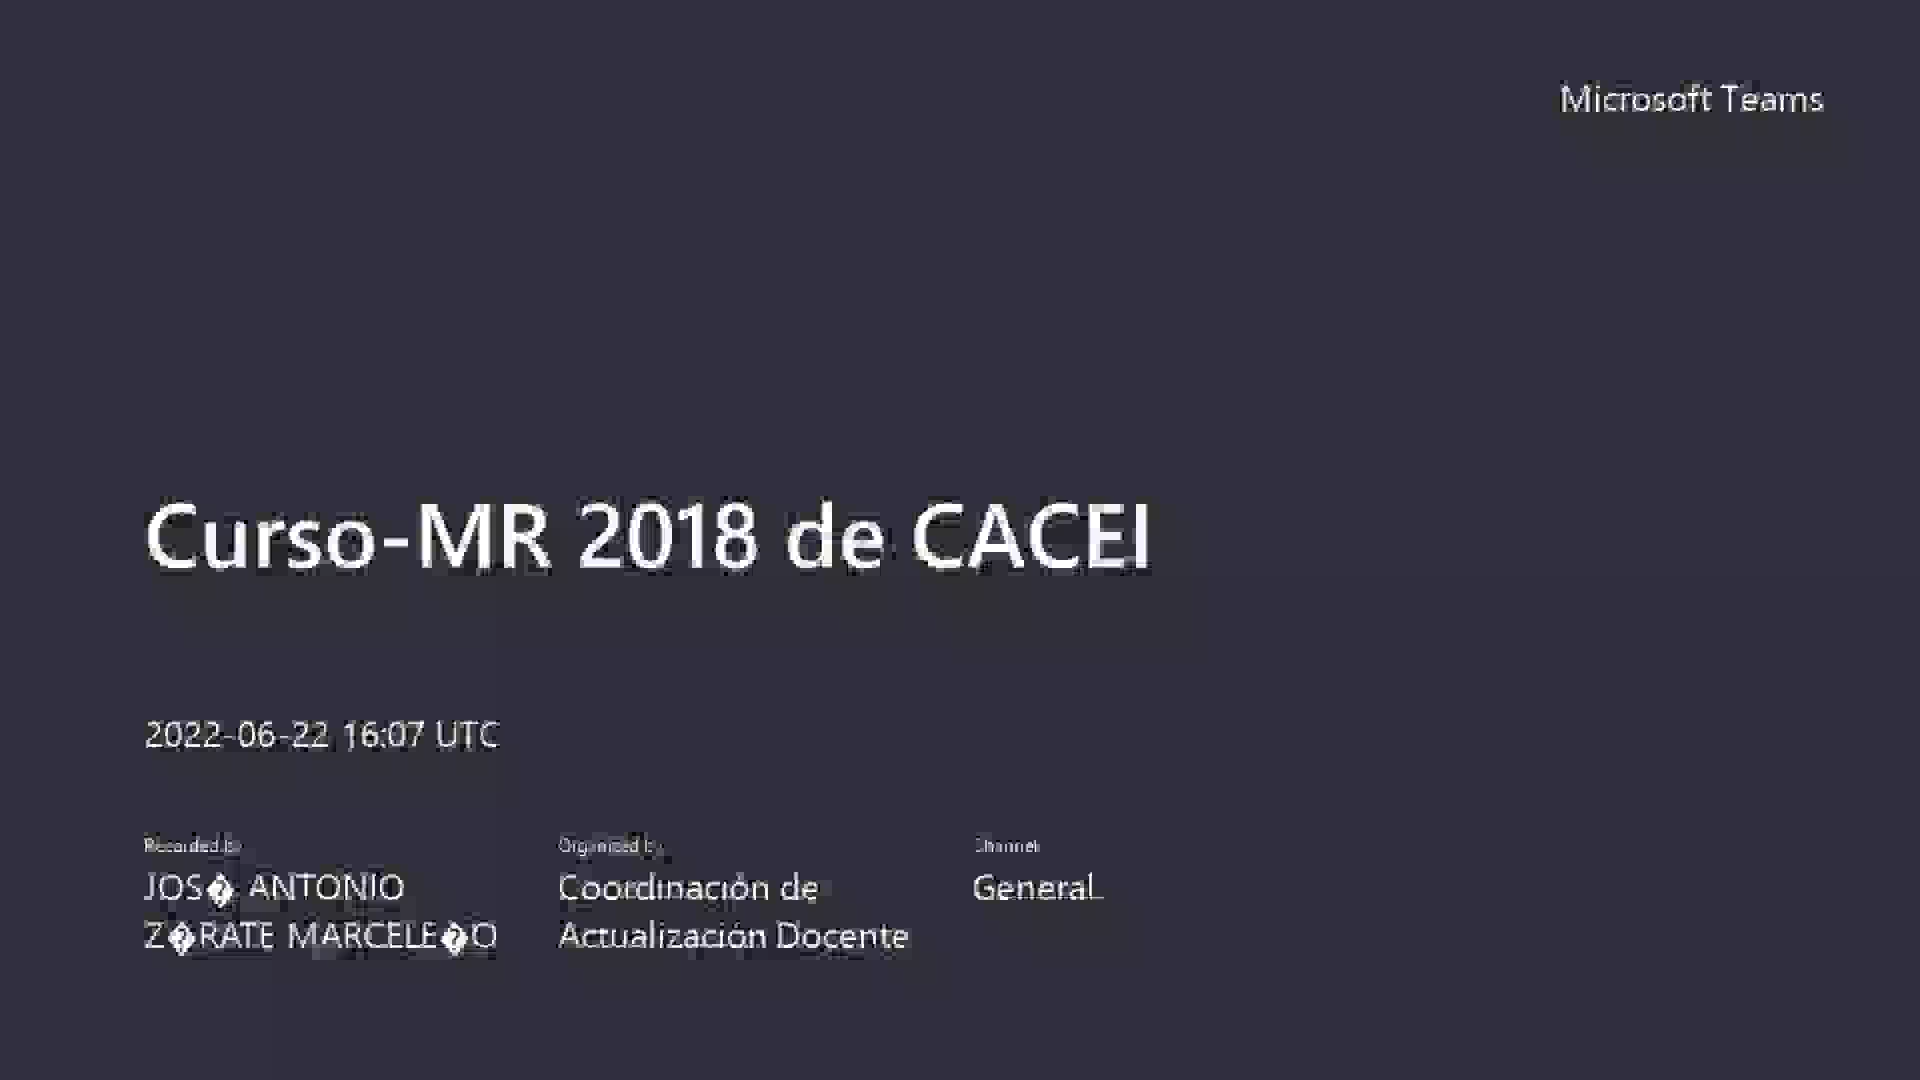 Microsoft Teams
Curso-MR 2018 de CACEI
2022-06-22 16:07 UTC
Recorded by
Organized by
Channel
JOS� ANTONIO
Z�RATE MARCELE�O
Coordinación de
Actualización Docente
General